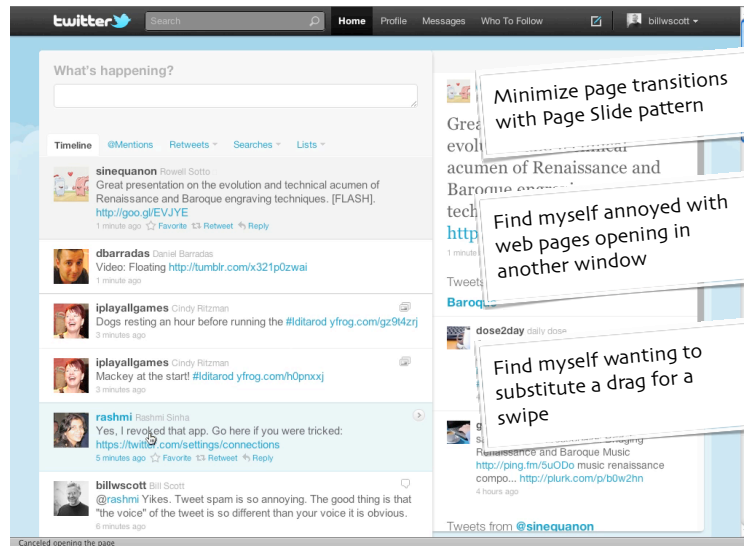 twitter Search Home Profile Messages Who To Follow billwscott
What's happening?
Timeline @Mentions Retweets Searches Lists
sinequanon Rowell Sotto
Great presentation on the evolution and technical acumen of
Renaissance and Baroque engraving techniques. [FLASH].
http://goo.gl/EVJYE
1 minute ago Favorite Retweet Reply
dbarradas Daniel Barradas
Video: Floating http://tumblr.com/x321p0zwai
1 minute ago
iplayallgames Cindy Ritzman
Dogs resting an hour before running the #Iditarod yfrog.com/gz9t4zrj
3 minutes ago
iplayallgames Cindy Ritzman
Mackey at the start! #Iditarod yfrog.com/h0pnxxj
3 minutes ago
rashmi Rashmi Sinha
Yes, I revoked that app. Go here if you were tricked:
https://twitter.com/settings/connections
5 minutes ago Favorite Retweet Reply
billwscott Bill Scott
@rashmi Yikes. Tweet spam is so annoying. The good thing is that
"the voice" of the tweet is so different than your voice it is obvious.
6 minutes ago
Minimize page transitions
with Page Slide pattern
acumen of Renaissance and
Baroque
http
1 minute
Find myself annoyed with
web pages opening in
another window
Tweets
dose2day daily dose
Find myself wanting to
substitute a drag for a
swipe
Renaissance and Baroque Music
http://ping.fm/5uODo music renaissance
compo... http://plurk.com/p/b0w2hn
4 hours ago
Tweets from @sinequanon
Canceled opening the page